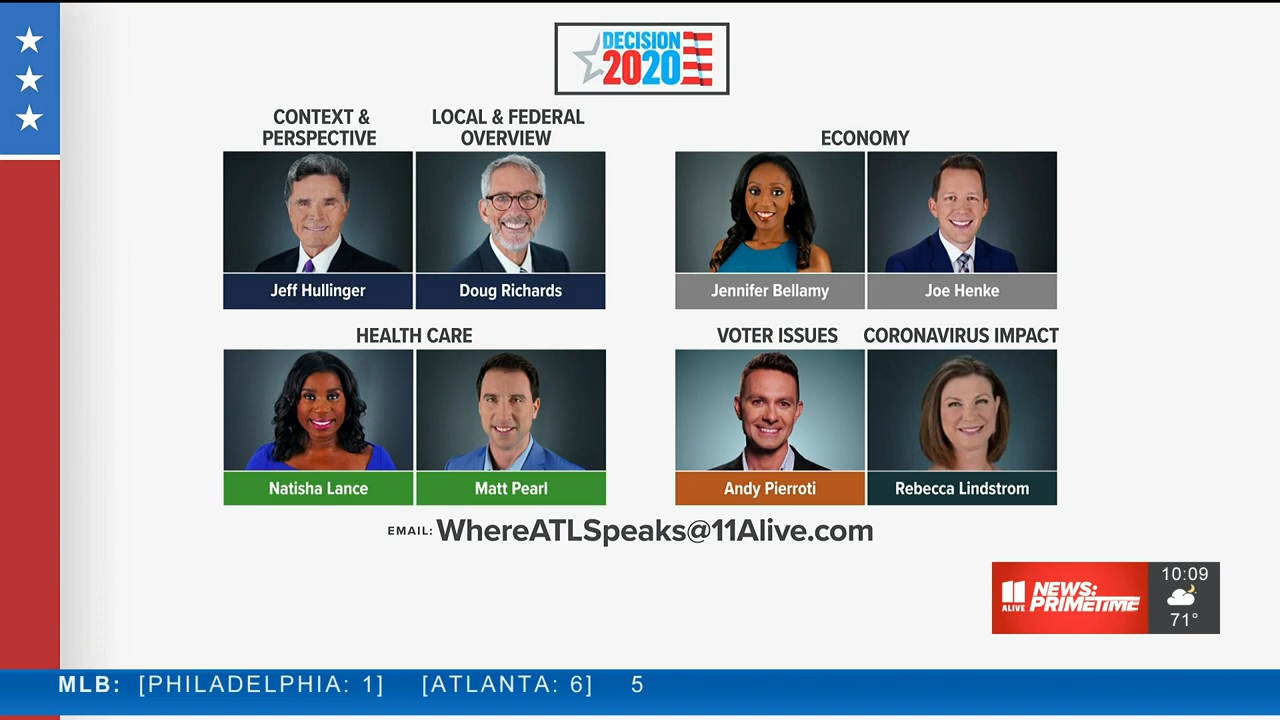 DECISION
2020
CONTEXT &
PERSPECTIVE
LOCAL & FEDERAL
OVERVIEW
ECONOMY
Jeff Hullinger
Doug Richards
Jennifer Bellamy
Joe Henke
HEALTH CARE
VOTER ISSUES
CORONAVIRUS IMPACT
Natisha Lance
Matt Pearl
Andy Pierroti
Rebecca Lindstrom
EMAIL: WhereATLSpeaks@11Alive.com
11 ALIVE
NEWS:
PRIMETIME
10:09
71°
MLB: [PHILADELPHIA: 1] [ATLANTA: 6] 5